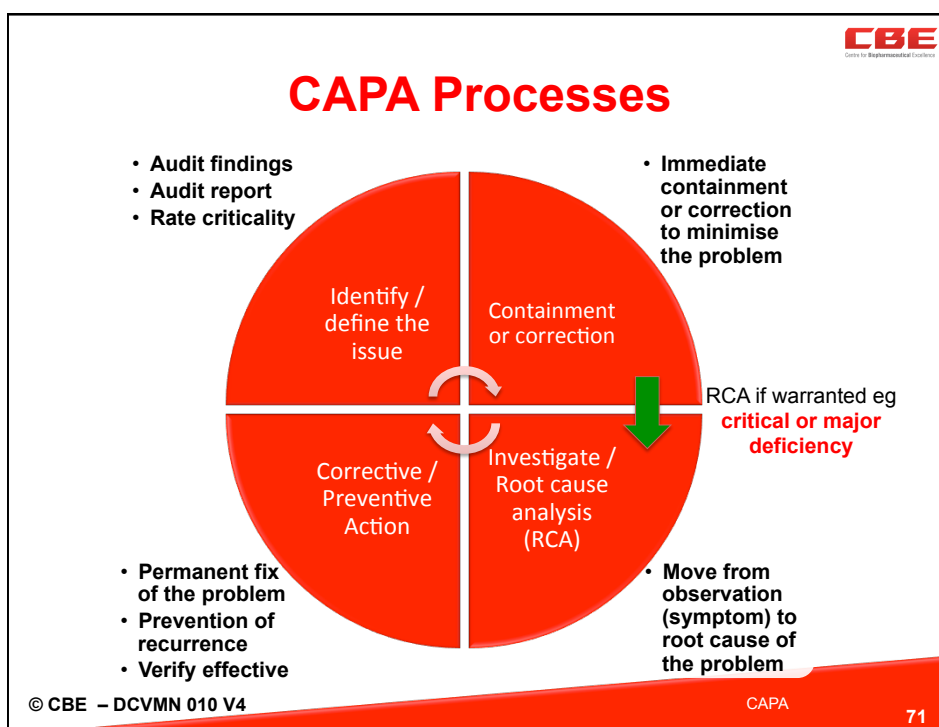 CBE
Centre for Biopharmaceutical Excellence
CAPA Processes
• Audit findings
• Audit report
• Rate criticality
• Immediate
containment
or correction
to minimise
the problem
Identify /
define the
issue
Containment
or correction
RCA if warranted eg
critical or major
deficiency
Corrective /
Preventive
Action
Investigate /
Root cause
analysis
(RCA)
• Permanent fix
of the problem
• Prevention of
recurrence
• Verify effective
• Move from
observation
(symptom) to
root cause of
the problem
© CBE – DCVMN 010 V4
CAPA
71